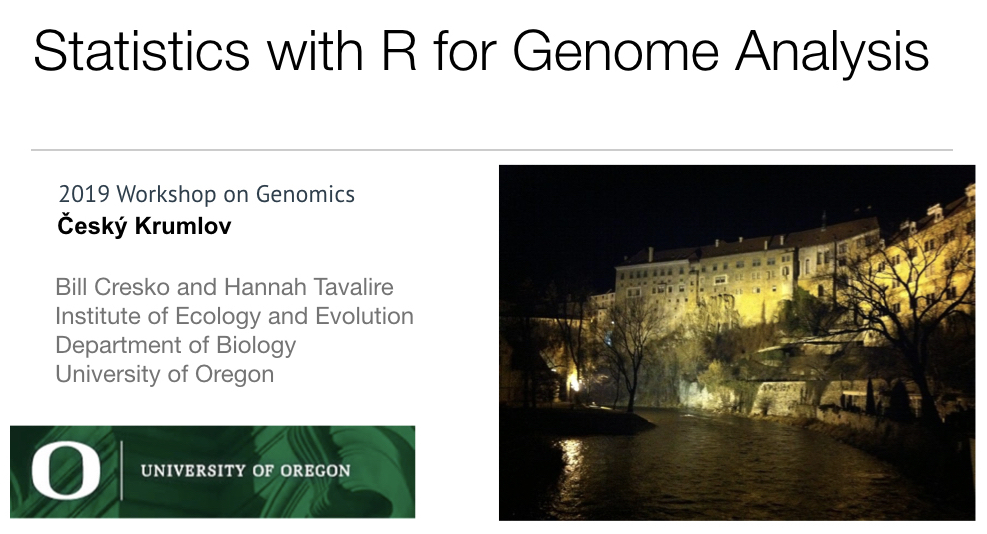 Statistics with R for Genome Analysis
2019 Workshop on Genomics
Český Krumlov
Bill Cresko and Hannah Tavalire
Institute of Ecology and Evolution
Department of Biology
University of Oregon
O
UNIVERSITY OF OREGON